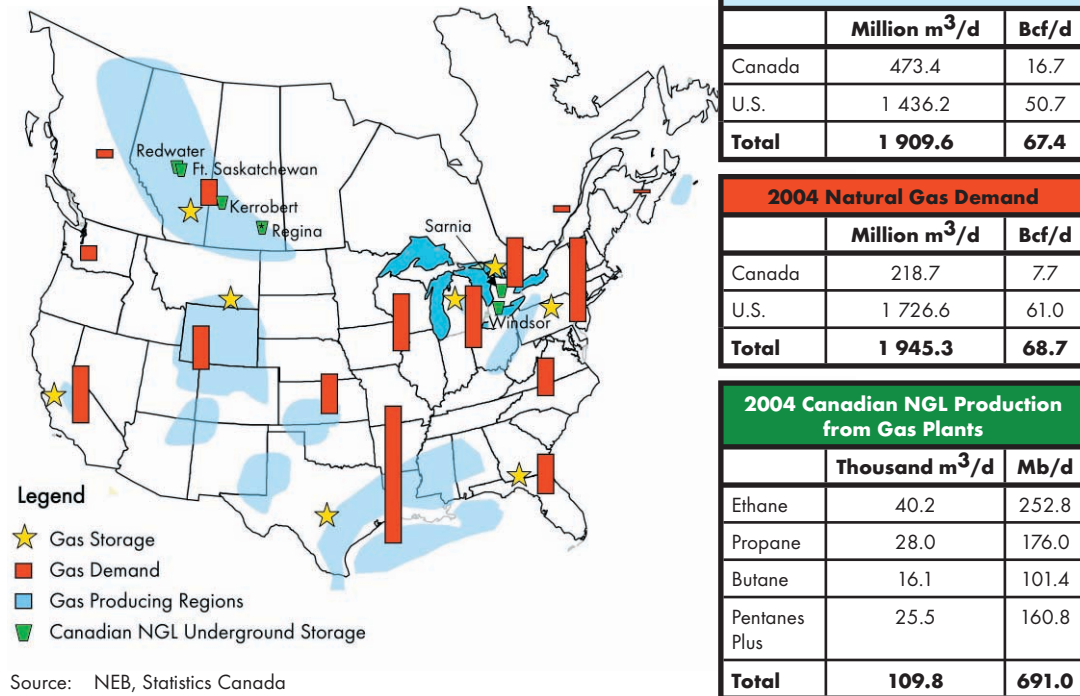 Redwater
Ft. Saskatchewan
Kerrobert
Regina
Sarnia
Windsor
Legend
Gas Storage
Gas Demand
Gas Producing Regions
Canadian NGL Underground Storage
Source: NEB, Statistics Canada
Million m3/d Bcf/d
Canada 473.4 16.7
U.S. 1 436.2 50.7
Total 1 909.6 67.4
2004 Natural Gas Demand
Million m3/d Bcf/d
Canada 218.7 7.7
U.S. 1 726.6 61.0
Total 1 945.3 68.7
2004 Canadian NGL Production
from Gas Plants
Thousand m3/d Mb/d
Ethane 40.2 252.8
Propane 28.0 176.0
Butane 16.1 101.4
Pentanes 25.5 160.8
Plus
Total 109.8 691.0